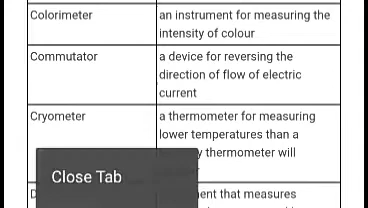 Colorimeter
an instrument for measuring the
intensity of colour
Commutator
a device for reversing the
direction of flow of electric
current
Cryometer
a thermometer for measuring
lower temperatures than a
thermometer will
Close Tab
that measures